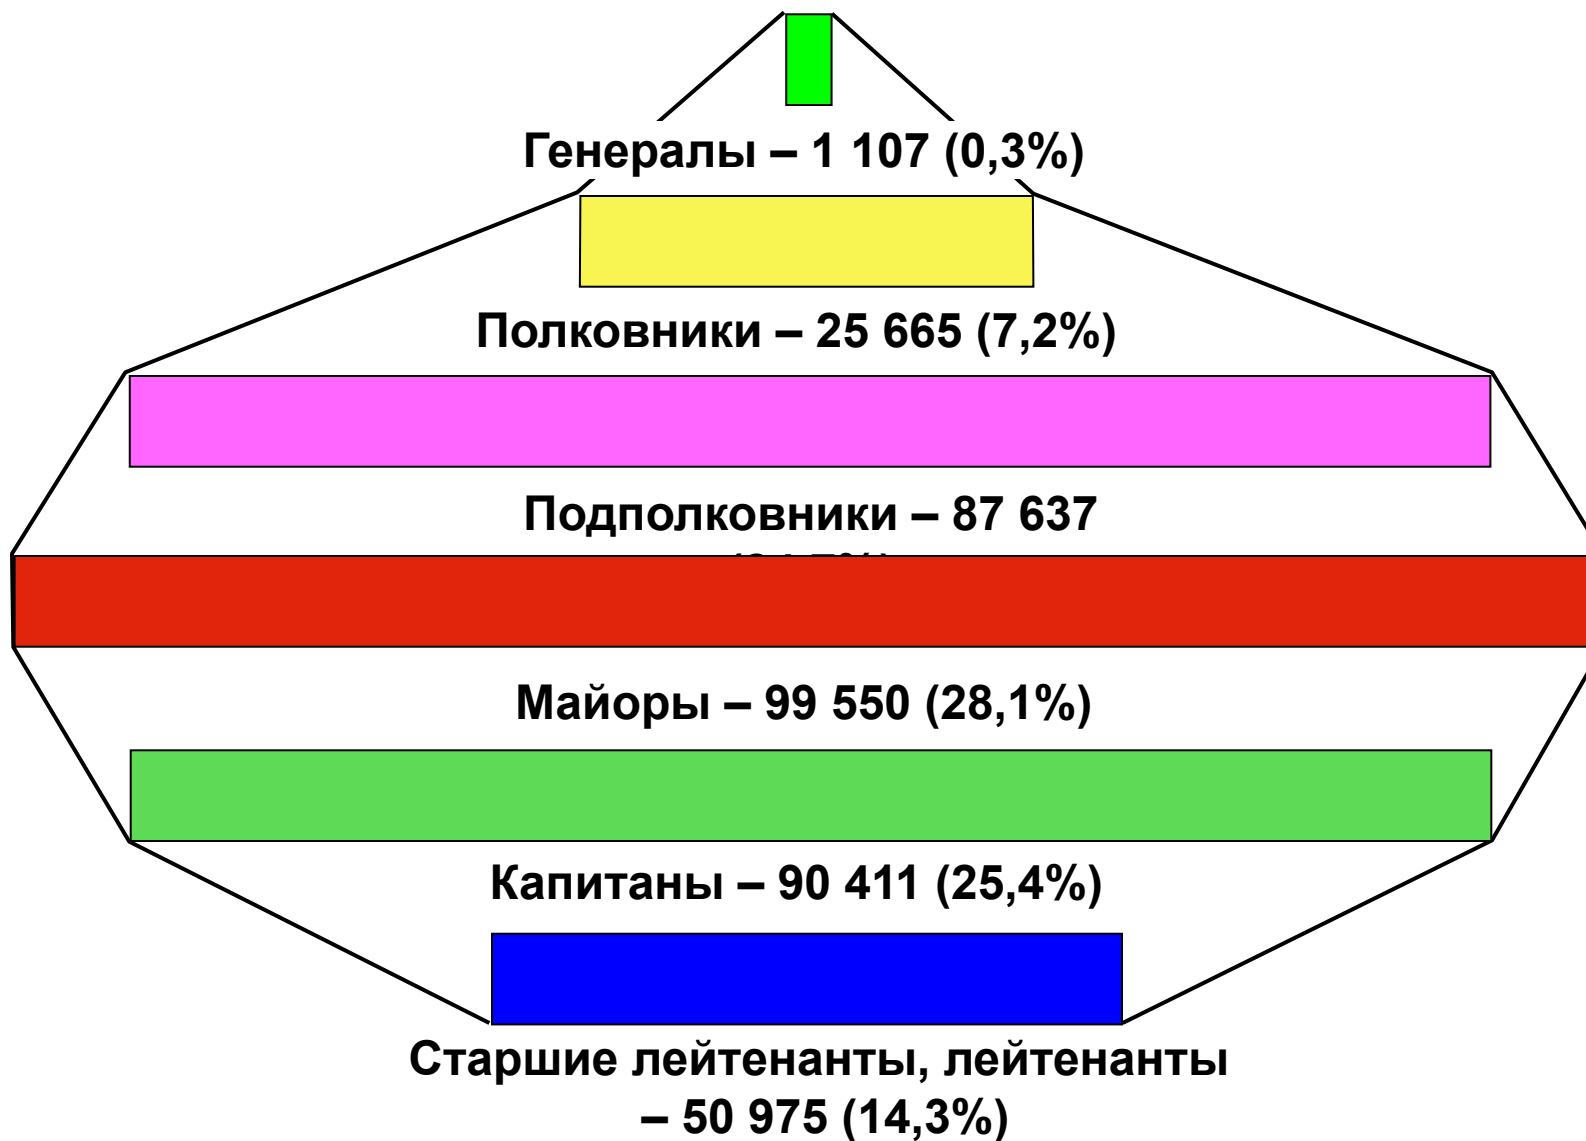 Генералы – 1 107 (0,3%)
Полковники – 25 665 (7,2%)
Подполковники – 87 637
Майоры – 99 550 (28,1%)
Капитаны – 90 411 (25,4%)
Старшие лейтенанты, лейтенанты
– 50 975 (14,3%)